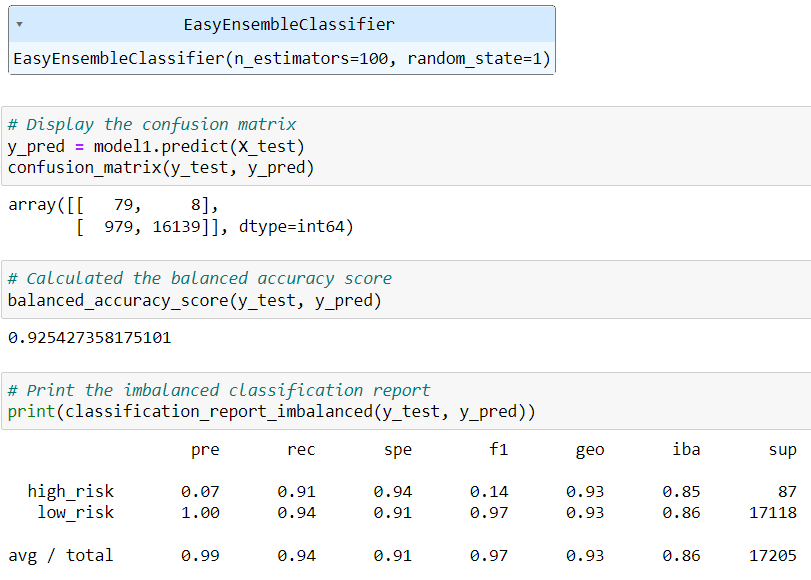 EasyEnsembleClassifier
EasyEnsembleClassifier(n_estimators=100, random_state=1)
# Display the confusion matrix
y_pred = model1.predict(X_test)
confusion_matrix(y_test, y_pred)
array([[   79,     8],
       [  979, 16139]], dtype=int64)
# Calculated the balanced accuracy score
balanced_accuracy_score(y_test, y_pred)
0.925427358175101
# Print the imbalanced classification report
print(classification_report_imbalanced(y_test, y_pred))
pre rec spe f1 geo iba sup
high_risk 0.07 0.91 0.94 0.14 0.93 0.85 87
low_risk 1.00 0.94 0.91 0.97 0.93 0.86 17118
avg / total 0.99 0.94 0.91 0.97 0.93 0.86 17205